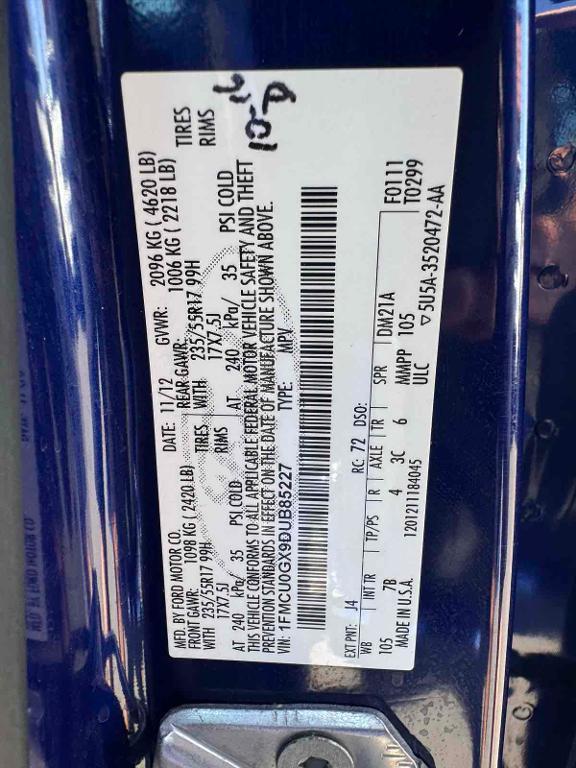 MFD. BY FORD MOTOR CO.
DATE: 11/12 GVWR: 2096 KG ( 4620 LB)
FRONT GAWR: 1098 KG ( 2420 LB) REAR GAWR: 1006 KG ( 2218 LB)
WITH 235/55R17 99H TIRES WITH 235/55R17 99H TIRES
17X7.5J RIMS 17X7.5J RIMS
AT 240 kPa/ 35 PSI COLD AT 240 kPa/ 35 PSI COLD
THIS VEHICLE CONFORMS TO ALL APPLICABLE FEDERAL MOTOR VEHICLE SAFETY AND THEFT
PREVENTION STANDARDS IN EFFECT ON THE DATE OF MANUFACTURE SHOWN ABOVE.
VIN: 1FMCU0GX9DUB85227 TYPE: MPV
10-16
D
EXT PNT: J4 RC: 72 DSO: F0111
WB INT TR TP/PS R AXLE TR SPR DM21A T0299
105 7B 4 3C 6 MMPP 105
MADE IN U.S.A. 1201211184045 ULC ▽5U5A-3520472-AA